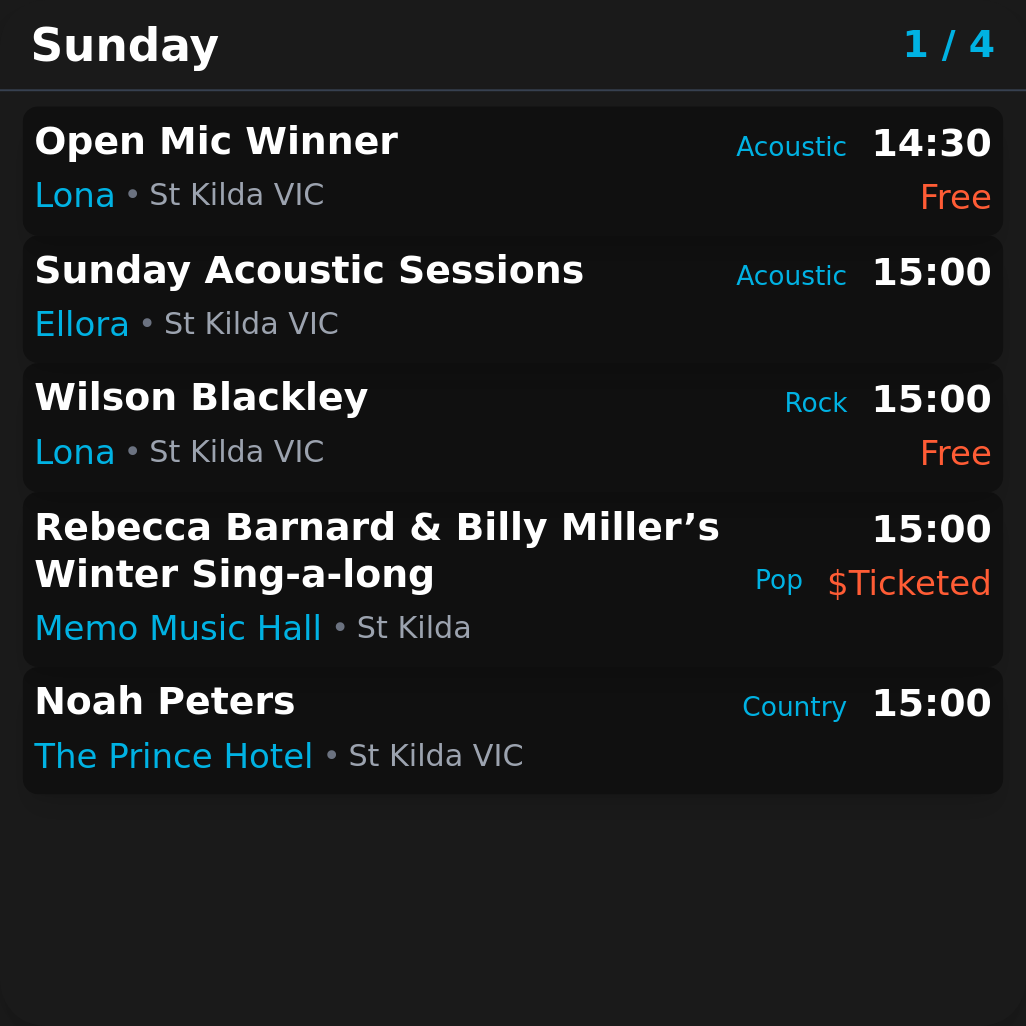 Sunday 1 / 4
Open Mic Winner Acoustic 14:30
Lona • St Kilda VIC Free
Sunday Acoustic Sessions Acoustic 15:00
Ellora • St Kilda VIC
Wilson Blackley Rock 15:00
Lona • St Kilda VIC Free
Rebecca Barnard & Billy Miller’s 15:00
Winter Sing-a-long Pop $Ticketed
Memo Music Hall • St Kilda
Noah Peters Country 15:00
The Prince Hotel • St Kilda VIC